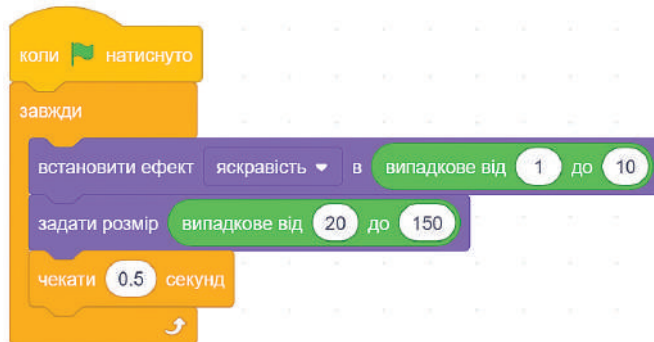 коли натиснуто
завжди
встановити ефект яскравість в випадкове від 1 до 10
задати розмір випадкове від 20 до 150
чекати 0.5 секунд